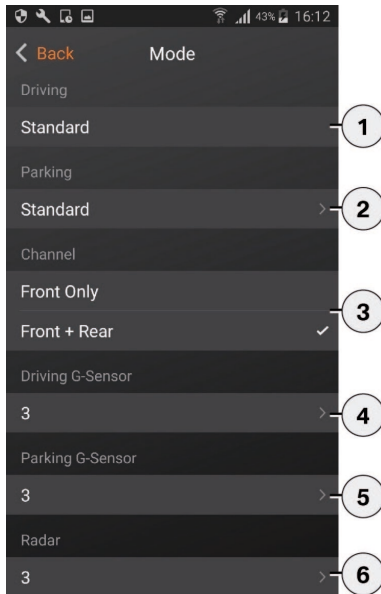 43% 16:12
Back Mode
Driving
Standard 1
Parking
Standard 2
Channel
Front Only
3
Front + Rear
Driving G-Sensor
3 4
Parking G-Sensor
3 5
Radar
3 6